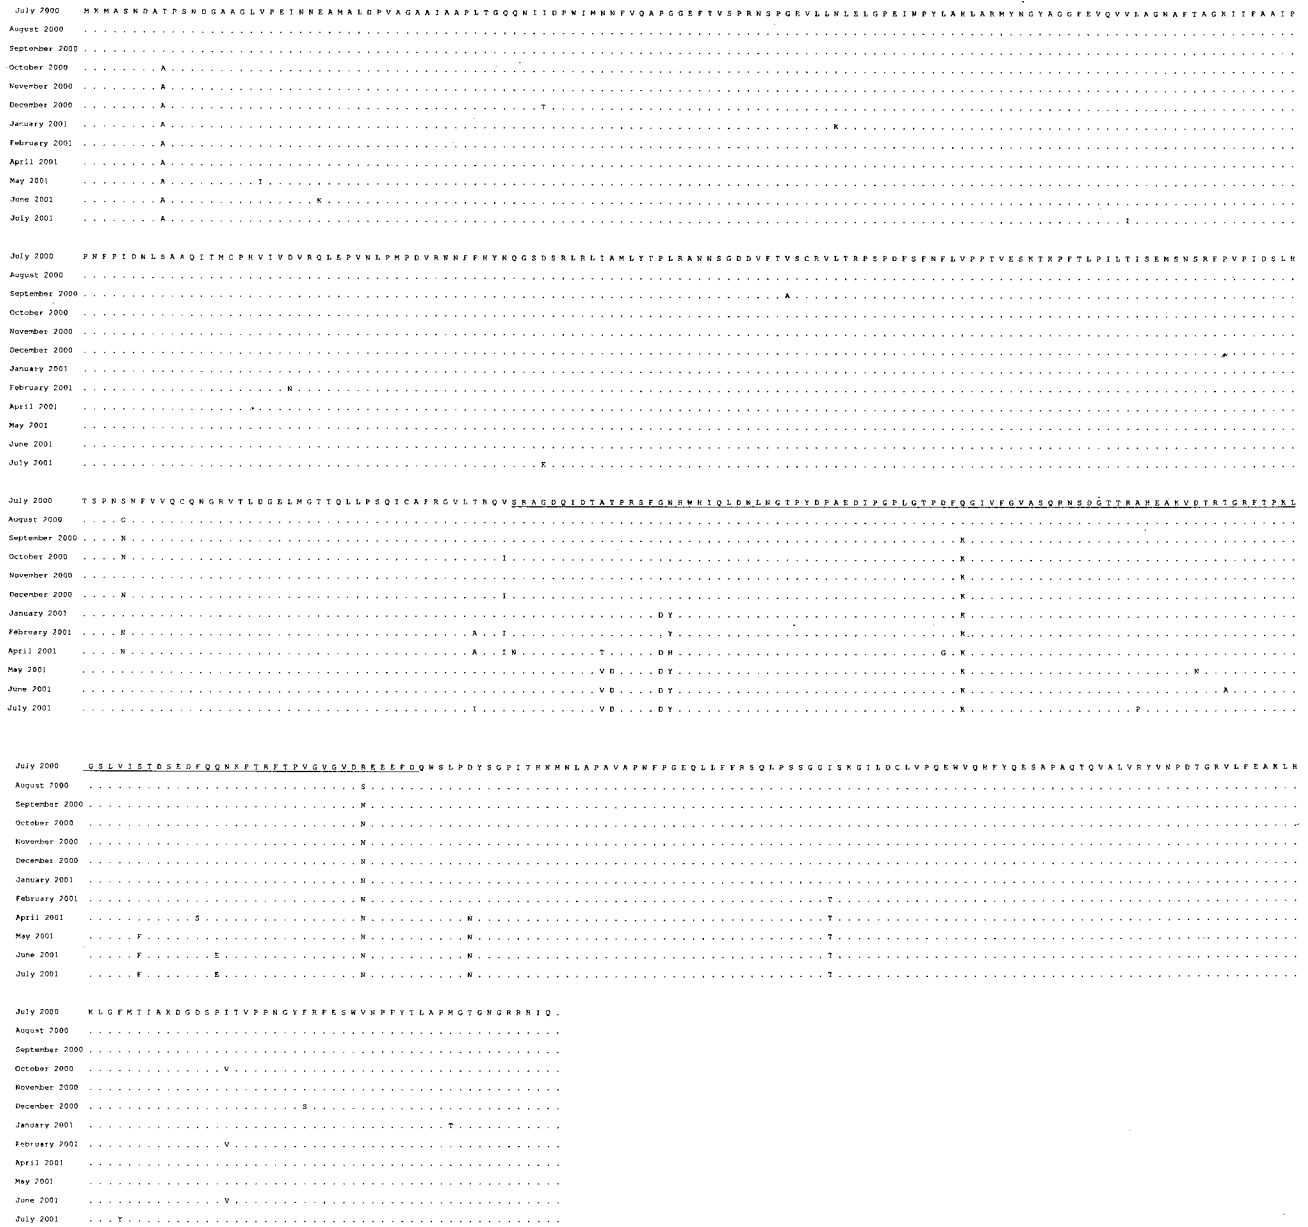 July 2000 M K M A S N D A T P S N D G A A G L V P E I N N E A M A L D P V A G A A I A A P L T G Q Q N I I D P W I M N N F V Q A P G G E F T V S P R N S P G E V L L N L E L G P E I N P Y L A H L A R M Y N G Y A G G F E V Q V V L A G N A F T A G K I I F A A I P
August 2000
September 2000
October 2000 A
November 2000 A
December 2000 A T
January 2001 A K
February 2001 A
April 2001 A
May 2001 A I
June 2001 A K
July 2001 A I
July 2000 P N F P I D N L S A A Q I T M C P H V I V D V R Q L E P V N L P M P D V R N N F F H Y N Q G S D S R L R L I A M L Y T P L R A N N S G D D V F T V S C R V L T R P S P D F S F N F L V P P T V E S K T K P F T L P I L T I S E M S N S R F P V P I D S L H
August 2000
September 2000 A
October 2000
November 2000
December 2000
January 2001
February 2001 N
April 2001
May 2001
June 2001
July 2001 E
July 2000 T S P N S N F V V Q C Q N G R V T L D G E L M G T T Q L L P S Q I C A F R G V L T R Q V S R A G D Q I D T A T P R S F G N H W H I Q L D N L N G T P Y D P A E D I P G P L G T P D F Q G I V F G V A S Q R N S D G T T R A H E A K V D T R T G R F T P K L
August 2000 G
September 2000 N K
October 2000 N I K
November 2000 K
December 2000 N I K
January 2001 D Y K
February 2001 N A I Y K
April 2001 N A I N T D H G K
May 2001 V D D Y K N
June 2001 V D D Y K A
July 2001 I V D D Y K P
July 2000 G S L V I S T D S E D F Q Q N K P T R F T P V G V G V D R E E E F D Q W S L P D Y S G P I T H N M N L A P A V A P N F P G E Q L L F F R S Q L P S S G G I S K G I L D C L V P Q E W V Q H F Y Q E S A P A Q T Q V A L V R Y V N P D T G R V L F E A K L H
August 2000 S
September 2000 N
October 2000 N
November 2000 N
December 2000 N
January 2001 N
February 2001 N T
April 2001 S N N T
May 2001 F N N T
June 2001 F E N N T
July 2001 F E N N T
July 2000 K L G F M T I A K D G D S P I T V P P N G Y F R F E S W V N P F Y T L A P M G T G N G R R R I Q .
August 2000
September 2000
October 2000 V
November 2000
December 2000 S
January 2001 T
February 2001 V
April 2001
May 2001
June 2001 V
July 2001 Y